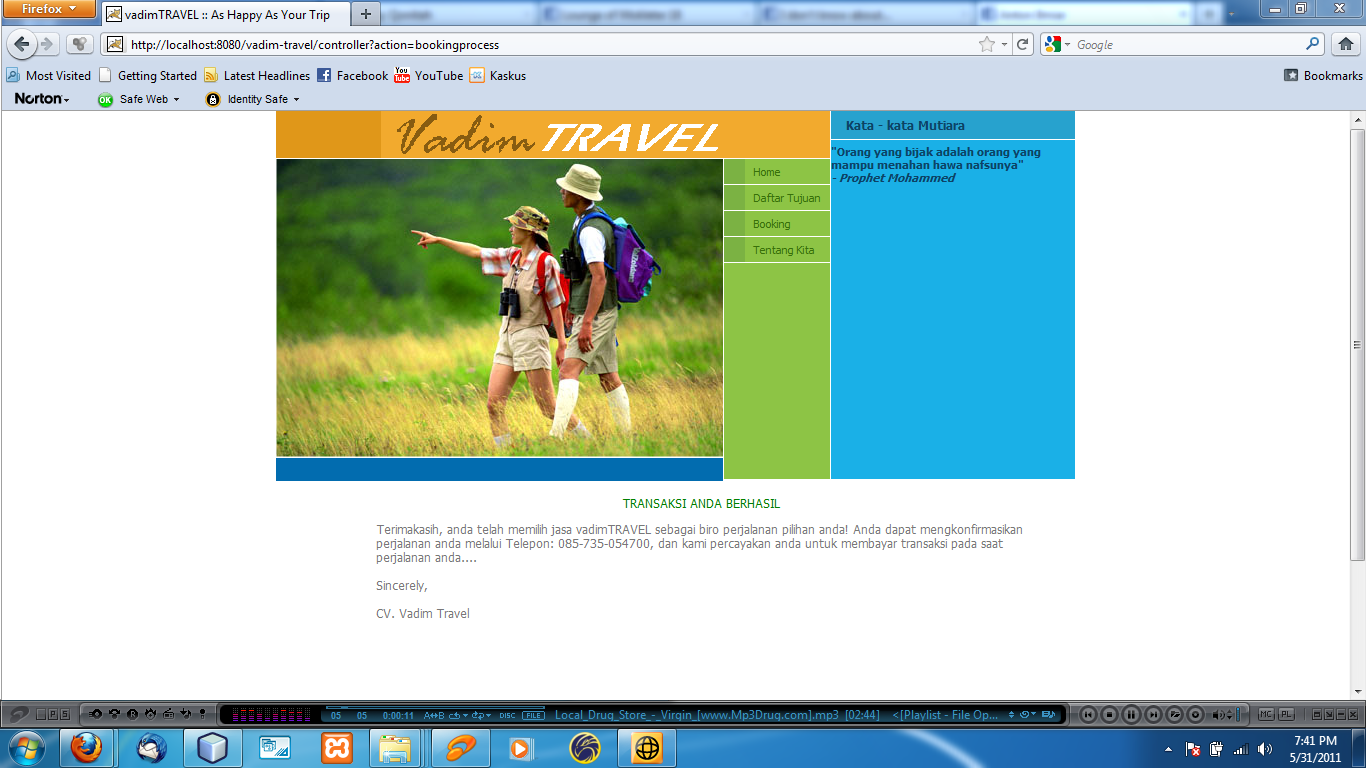 Firefox
vadimTRAVEL :: As Happy As Your Trip
http://localhost:8080/vadim-travel/controller?action=bookingprocess
Google
Most Visited
Getting Started
Latest Headlines
Facebook
YouTube
Kaskus
Bookmarks
Norton
OK
Safe Web
Identity Safe
Vadim TRAVEL
Kata - kata Mutiara
"Orang yang bijak adalah orang yang
mampu menahan hawa nafsunya"
- Prophet Mohammed
Home
Daftar Tujuan
Booking
Tentang Kita
TRANSAKSI ANDA BERHASIL
Terimakasih, anda telah memilih jasa vadimTRAVEL sebagai biro perjalanan pilihan anda! Anda dapat mengkonfirmasikan
perjalanan anda melalui Telepon: 085-735-054700, dan kami percayakan anda untuk membayar transaksi pada saat
perjalanan anda....
Sincerely,
CV. Vadim Travel
05 05 0:00:11 A↔B DISC FILE Local_Drug_Store_-_Virgin_[www.Mp3Druq.com].mp3 [02:44] <[Playlist - File Op...
MC PL
7:41 PM
5/31/2011